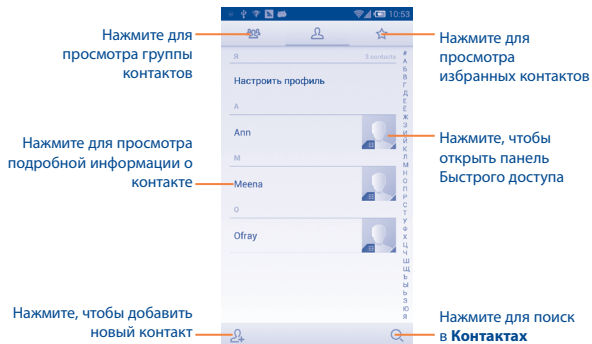 10:53
Нажмите для
просмотра группы
контактов
Нажмите для
просмотра
избранных контактов
Я
3 contacts
Настроить профиль
A
Ann
Нажмите, чтобы
открыть панель
Быстрого доступа
Нажмите для просмотра
подробной информации о
контакте
M
Meena
O
Ofray
#
А
Б
В
Г
Д
Е
Ё
Ж
З
И
Й
К
Л
М
Н
О
П
Р
С
Т
У
Ф
Х
Ц
Ч
Ш
Щ
Ъ
Ы
Ь
Э
Ю
Я
Нажмите, чтобы добавить
новый контакт
Нажмите для поиск
в Контактах